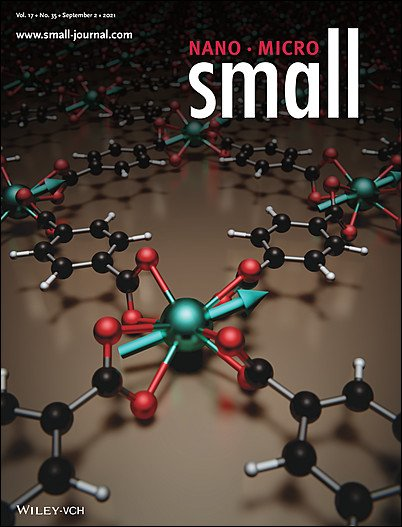 Vol. 17 • No. 35 • September 2 • 2021
www.small-journal.com
NANO • MICRO
small
WILEY-VCH